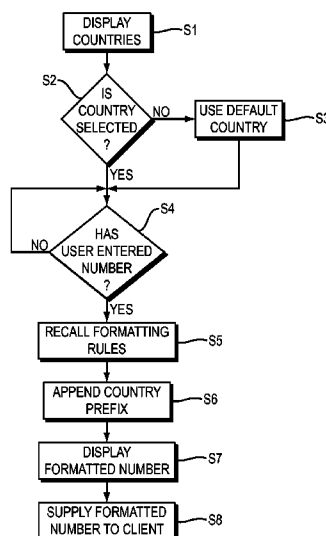 DISPLAY
COUNTRIES
S1
S2
IS
COUNTRY
SELECTED
?
NO
USE DEFAULT
COUNTRY
S3
YES
S4
HAS
USER ENTERED
NUMBER
?
NO
YES
RECALL FORMATTING
RULES
S5
APPEND COUNTRY
PREFIX
S6
DISPLAY
FORMATTED NUMBER
S7
SUPPLY FORMATTED
NUMBER TO CLIENT
S8